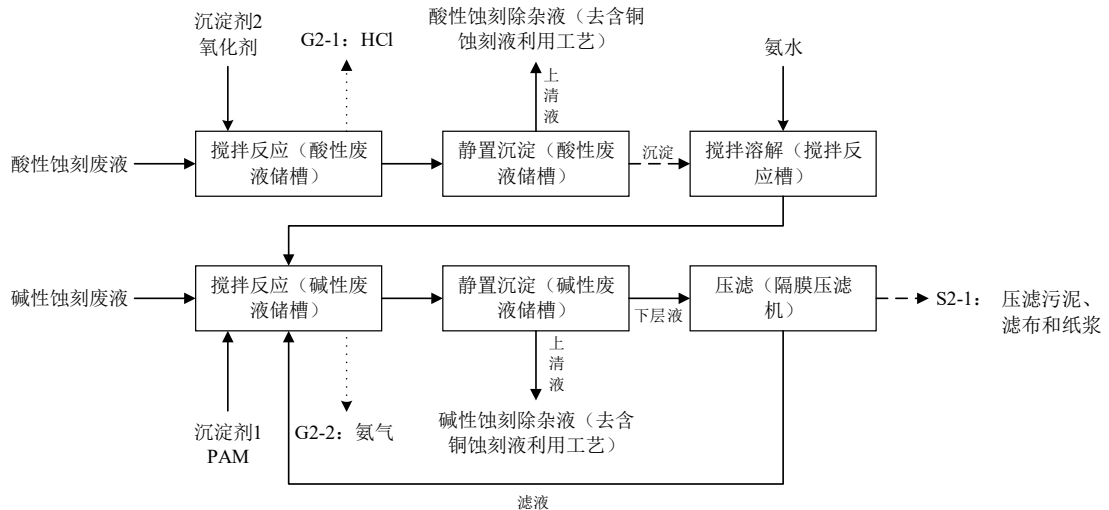 沉淀剂2
氧化剂
G2-1：HCl
酸性蚀刻除杂液（去含铜
蚀刻液利用工艺）
氨水
上清液
酸性蚀刻废液
搅拌反应（酸性废
液储槽）
静置沉淀（酸性废
液储槽）
沉淀
搅拌溶解（搅拌反
应槽）
碱性蚀刻废液
搅拌反应（碱性废
液储槽）
静置沉淀（碱性废
液储槽）
下层液
压滤（隔膜压滤
机）
S2-1： 压滤污泥、
滤布和纸浆
上清液
沉淀剂1
PAM
G2-2：氨气
碱性蚀刻除杂液（去含
铜蚀刻液利用工艺）
滤液